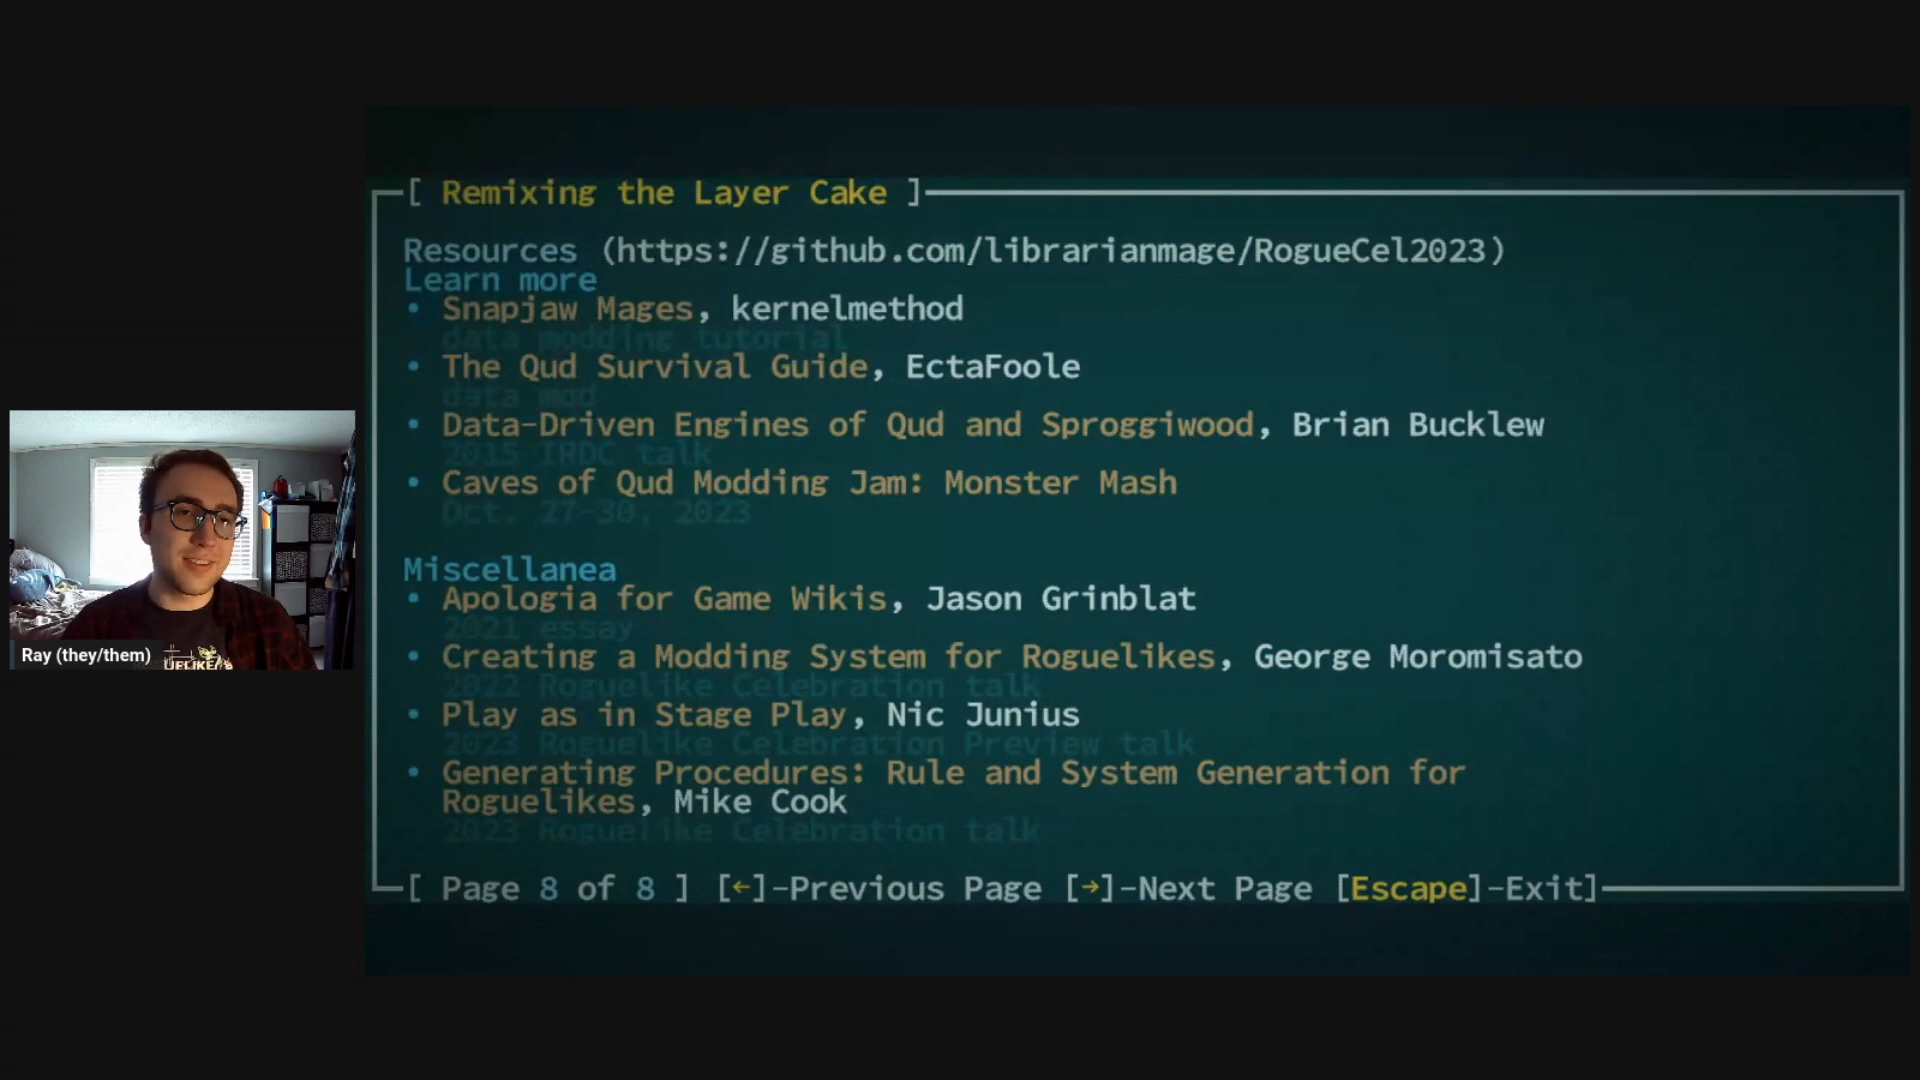 [ Remixing the Layer Cake ]
Resources (https://github.com/librarianmage/RogueCel2023)
Learn more
• Snapjaw Mages, kernelmethod
data modding tutorial
• The Qud Survival Guide, EctaFoole
data mod
• Data-Driven Engines of Qud and Sproggiwood, Brian Bucklew
2015 IRDC talk
• Caves of Qud Modding Jam: Monster Mash
Oct. 27-30, 2023
Miscellanea
• Apologia for Game Wikis, Jason Grinblat
2021 essay
• Creating a Modding System for Roguelikes, George Moromisato
2022 Roguelike Celebration talk
• Play as in Stage Play, Nic Junius
2023 Roguelike Celebration Preview talk
• Generating Procedures: Rule and System Generation for
Roguelikes, Mike Cook
2023 Roguelike Celebration talk
[ Page 8 of 8 ] [←]-Previous Page [→]-Next Page [Escape]-Exit]
Ray (they/them)